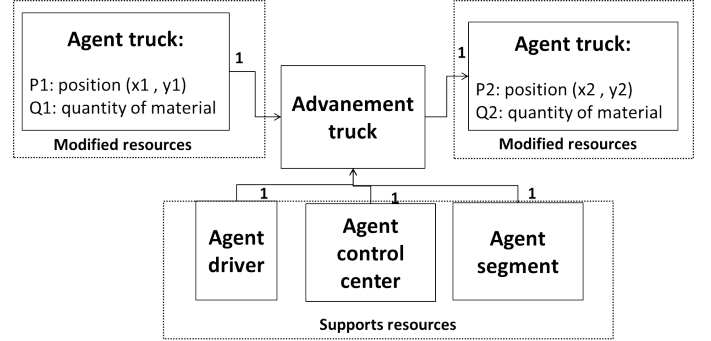 Agent truck:
P1: position (x1 , y1)
Q1: quantity of material
Modified resources
1
Advanement
truck
1
Agent truck:
P2: position (x2 , y2)
Q2: quantity of material
Modified resources
1
1
1
Agent
driver
Agent
control
center
Agent
segment
Supports resources